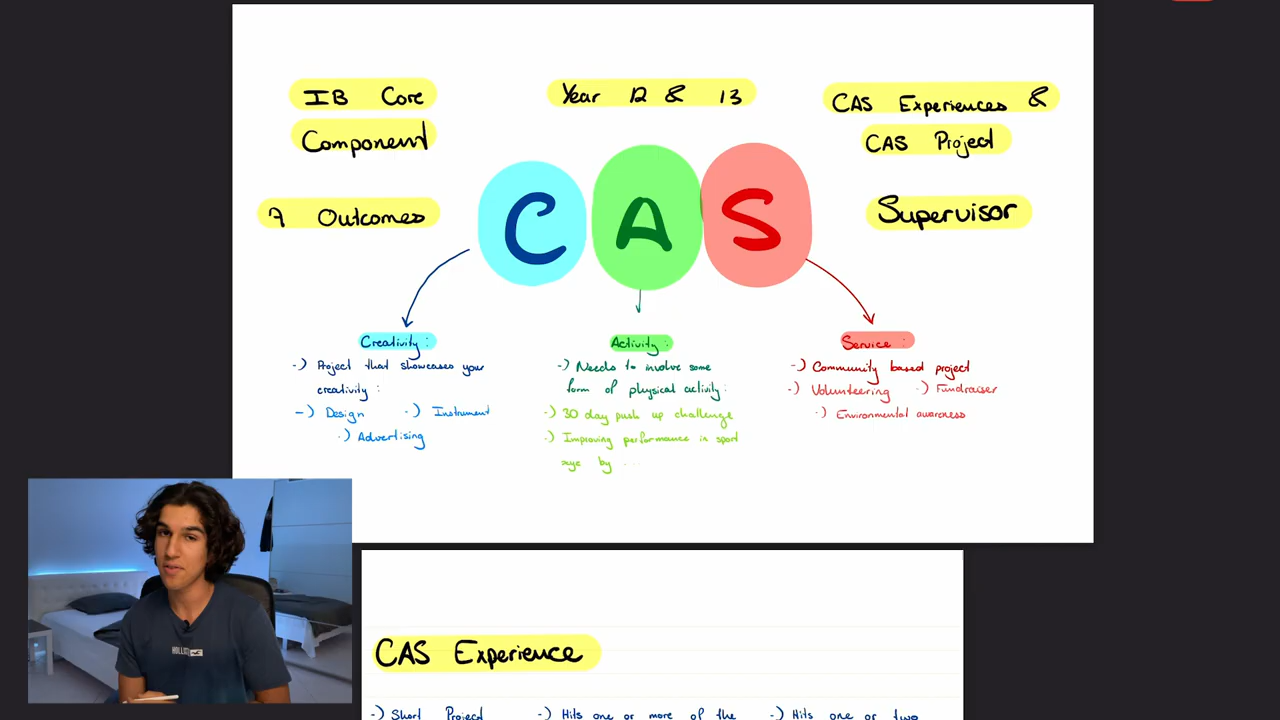 IB Core
Component
Year 12 & 13
CAS Experiences &
CAS Project
7 Outcomes
CAS
Supervisor
Creativity:
-) Project that showcases your
creativity:
-) Design
·) Instrument
·) Advertising
Activity:
-) Needs to involve some
form of physical activity:
·) 30 day push up challenge
·) Improving performance in sport
by ...
Service:
-) Community based project
·) Volunteering
·) Fundraiser
·) Environmental awareness
CAS Experience
-) Short Project
-) Hits one or more of the
-) Hits one or two